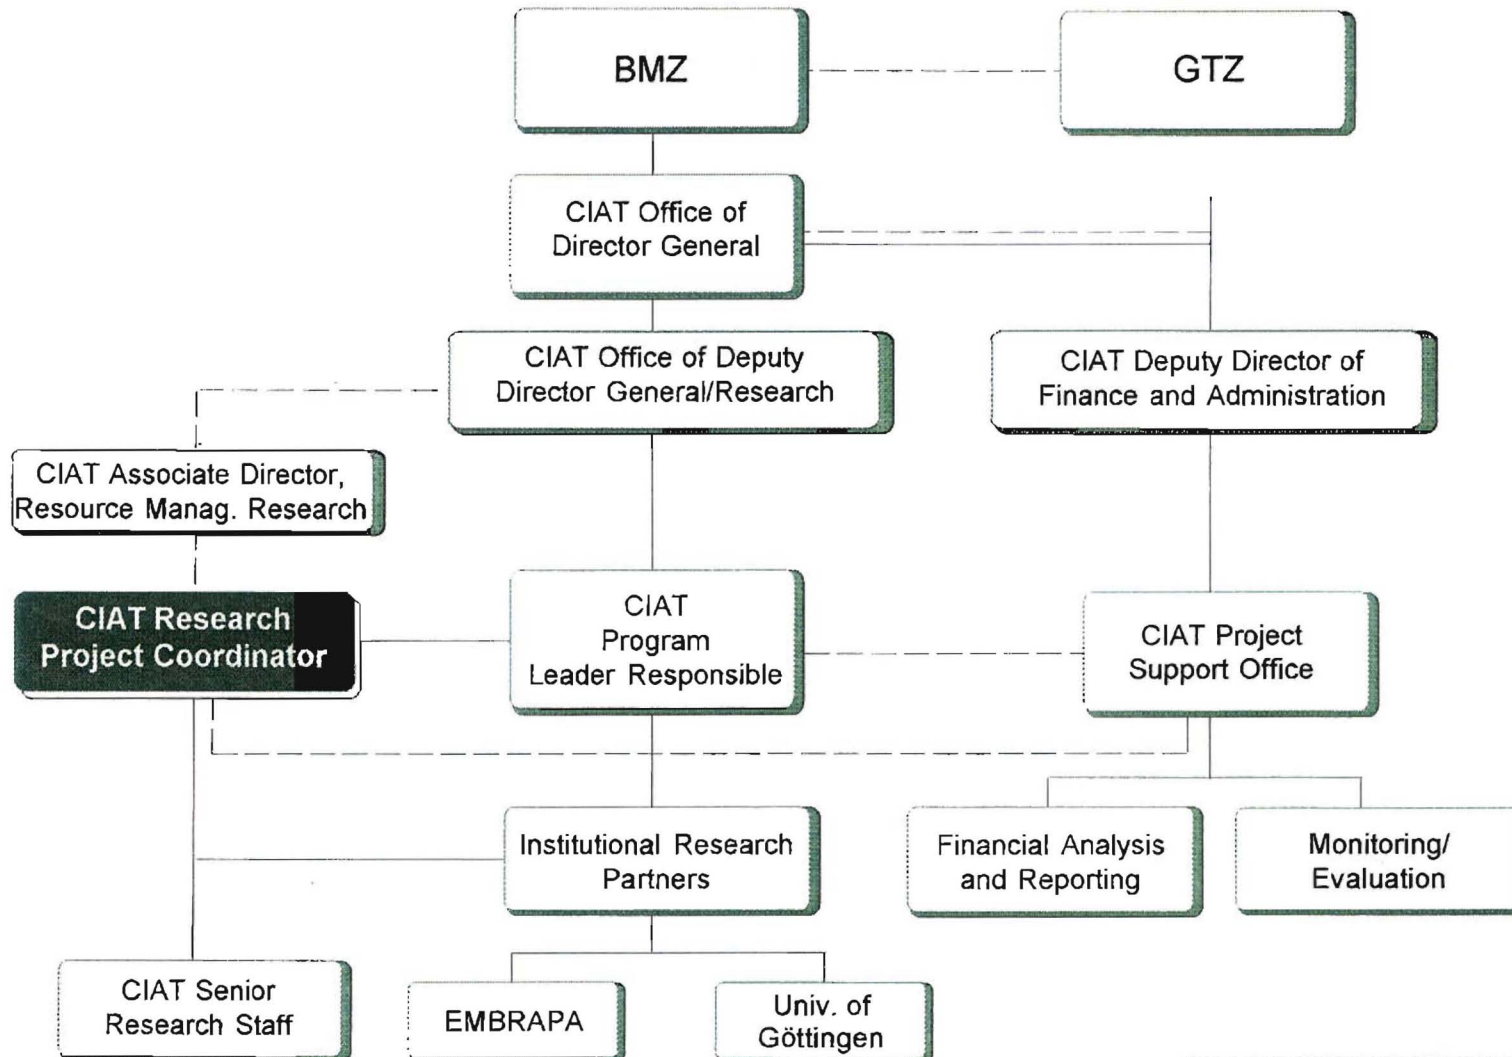 BMZ
GTZ
CIAT Office of
Director General
CIAT Office of Deputy
Director General/Research
CIAT Deputy Director of
Finance and Administration
CIAT Associate Director,
Resource Manag. Research
CIAT Research
Project Coordinator
CIAT
Program
Leader Responsible
CIAT Project
Support Office
Institutional Research
Partners
Financial Analysis
and Reporting
Monitoring/
Evaluation
CIAT Senior
Research Staff
EMBRAPA
Univ. of
Göttingen